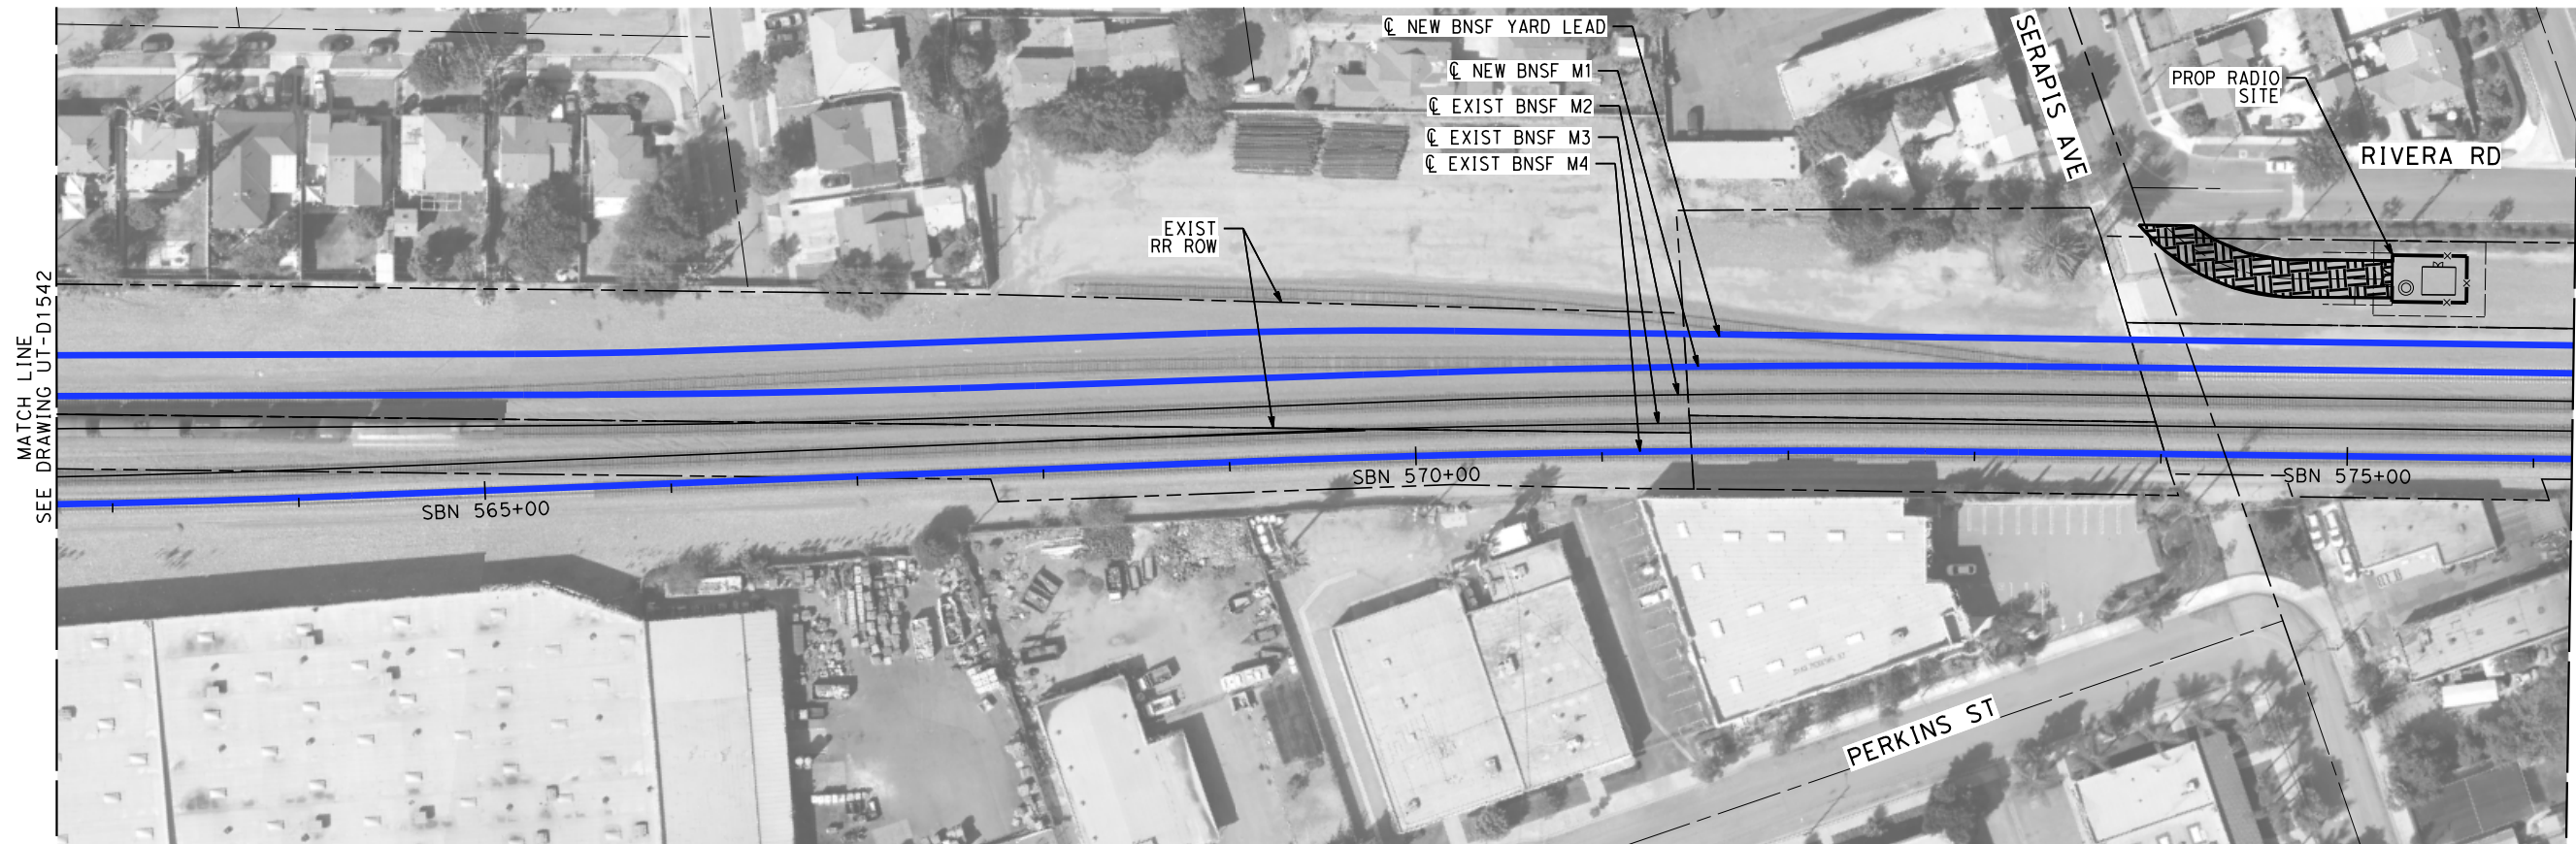 ℄ NEW BNSF YARD LEAD
℄ NEW BNSF M1
℄ EXIST BNSF M2
℄ EXIST BNSF M3
℄ EXIST BNSF M4
EXIST
RR ROW
SERAPIS AVE
PROP RADIO
SITE
RIVERA RD
MATCH LINE
SEE DRAWING UT-D1542
SBN 565+00
SBN 570+00
SBN 575+00
PERKINS ST